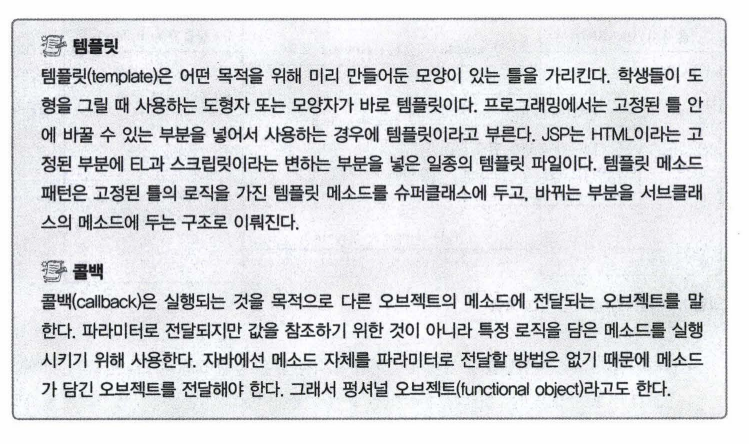 템플릿
템플릿(template)은 어떤 목적을 위해 미리 만들어둔 모양이 있는 틀을 가리킨다. 학생들이 도
형을 그릴 때 사용하는 도형자 또는 모양자가 바로 템플릿이다. 프로그래밍에서는 고정된 틀 안
에 바꿀 수 있는 부분을 넣어서 사용하는 경우에 템플릿이라고 부른다. JSP는 HTML이라는 고
정된 부분에 EL과 스크립릿이라는 변하는 부분을 넣은 일종의 템플릿 파일이다. 템플릿 메소드
패턴은 고정된 틀의 로직을 가진 템플릿 메소드를 슈퍼클래스에 두고, 바뀌는 부분을 서브클래
스의 메소드에 두는 구조로 이뤄진다.
콜백
콜백(callback)은 실행되는 것을 목적으로 다른 오브젝트의 메소드에 전달되는 오브젝트를 말
한다. 파라미터로 전달되지만 값을 참조하기 위한 것이 아니라 특정 로직을 담은 메소드를 실행
시키기 위해 사용한다. 자바에선 메소드 자체를 파라미터로 전달할 방법은 없기 때문에 메소드
가 담긴 오브젝트를 전달해야 한다. 그래서 펑셔널 오브젝트(functional object)라고도 한다.